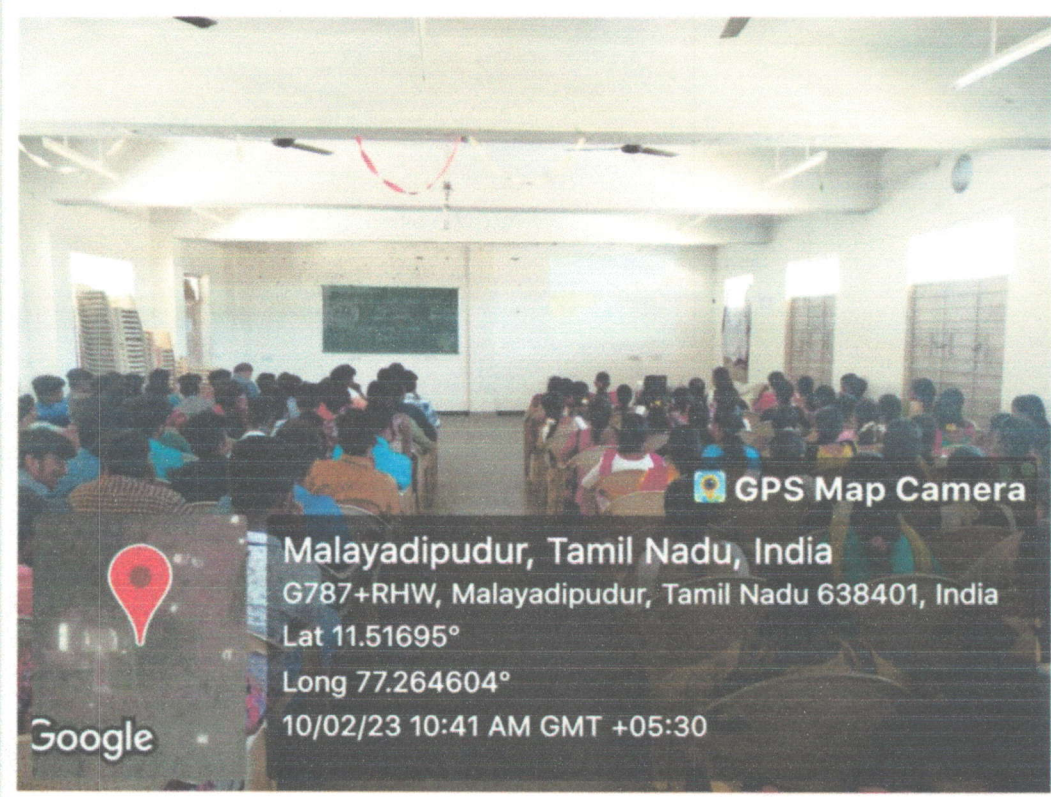 GPS Map Camera
Malayadipudur, Tamil Nadu, India
G787+RHW, Malayadipudur, Tamil Nadu 638401, India
Lat 11.51695°
Long 77.264604°
10/02/23 10:41 AM GMT +05:30
Google